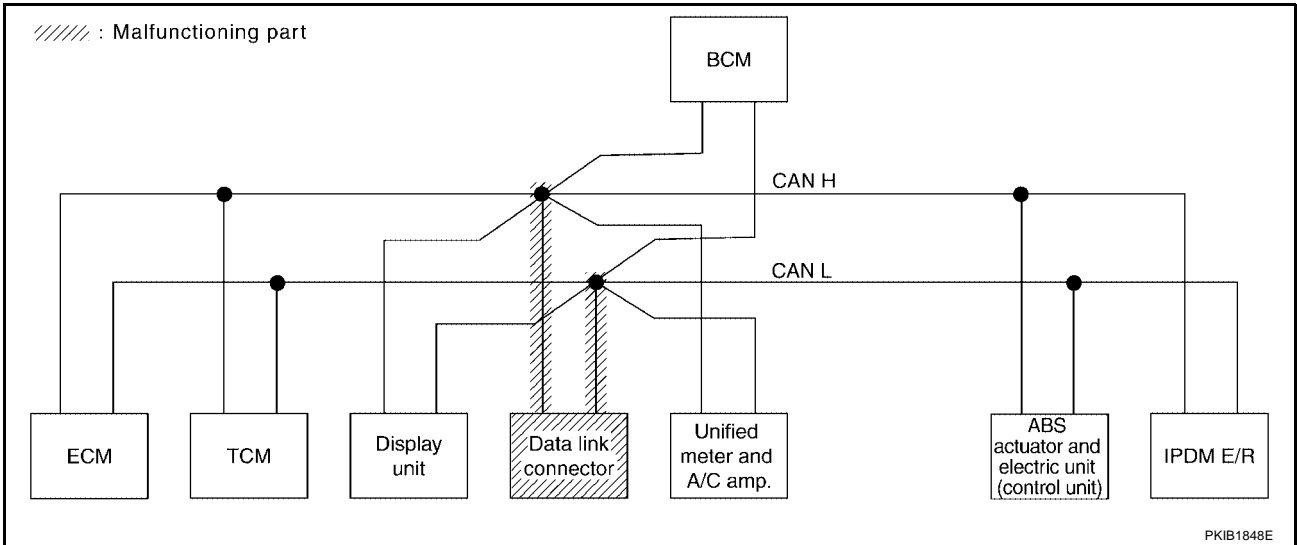 : Malfunctioning part
BCM
CAN H
CAN L
ECM
TCM
Display
unit
Data link
connector
Unified
meter and
A/C amp.
ABS
actuator and
electric unit
(control unit)
IPDM E/R
PKIB1848E